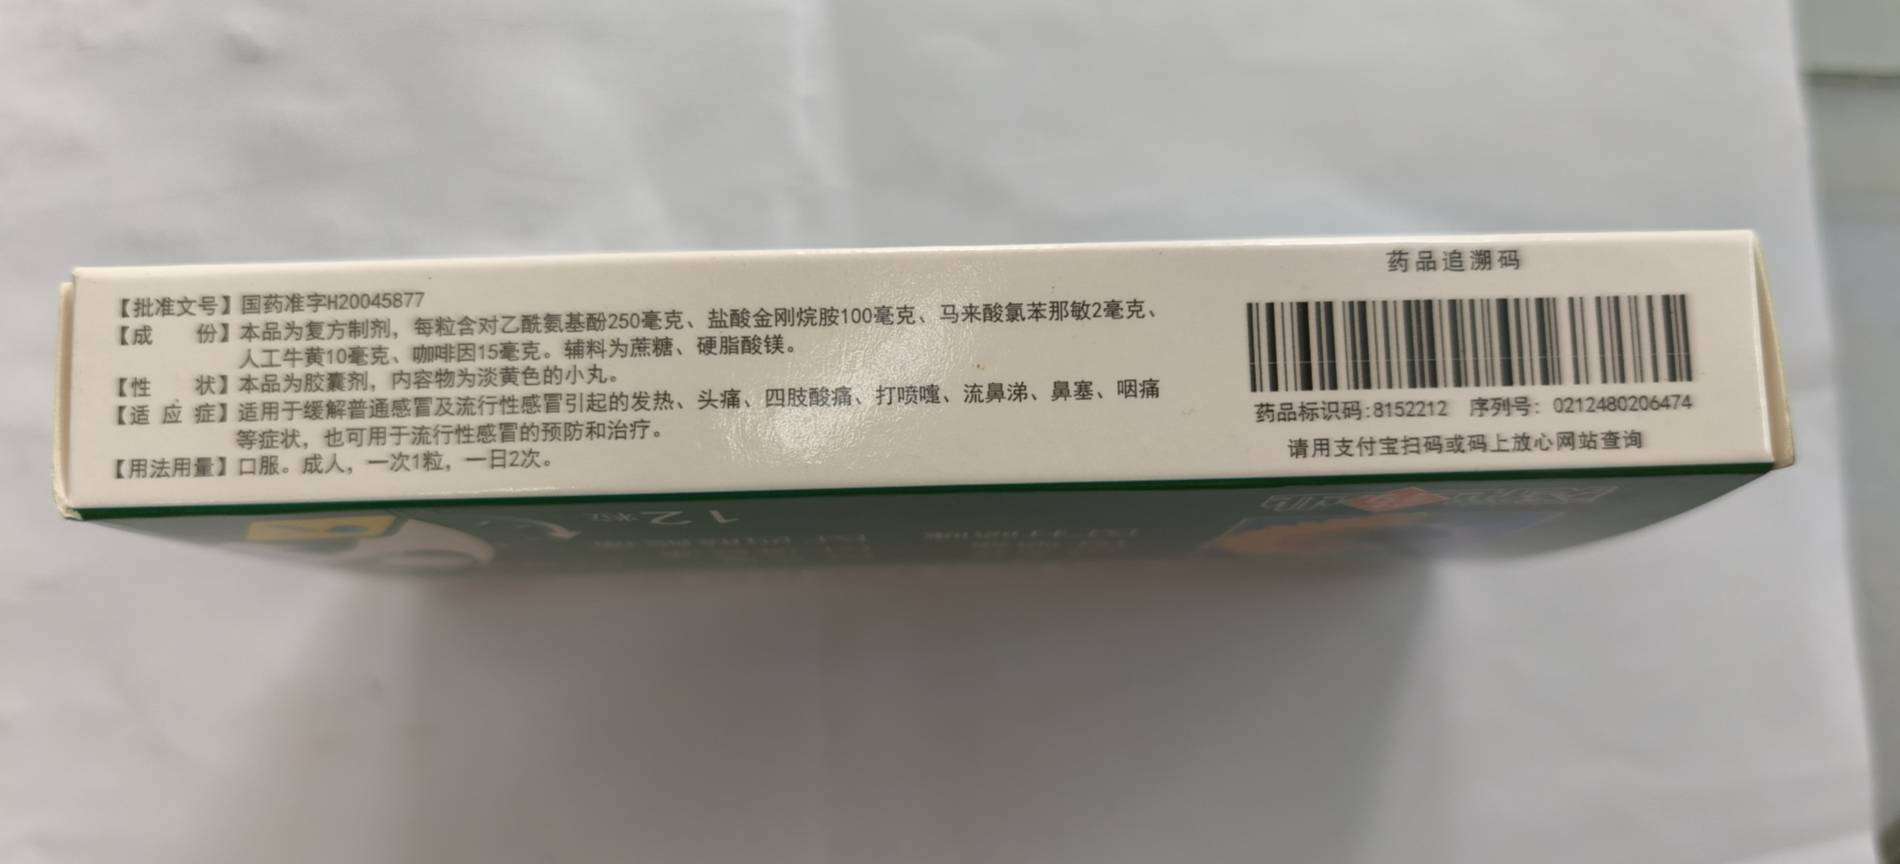 【批准文号】国药准字H20045877
【成 份】本品为复方制剂，每粒含对乙酰氨基酚250毫克、盐酸金刚烷胺100毫克、马来酸氯苯那敏2毫克、
人工牛黄10毫克、咖啡因15毫克。辅料为蔗糖、硬脂酸镁。
【性 状】本品为胶囊剂，内容物为淡黄色的小丸。
【适 应 症】适用于缓解普通感冒及流行性感冒引起的发热、头痛、四肢酸痛、打喷嚏、流鼻涕、鼻塞、咽痛
等症状，也可用于流行性感冒的预防和治疗。
【用法用量】口服。成人，一次1粒，一日2次。
药品追溯码
药品标识码:8152212 序列号: 0212480206474
请用支付宝扫码或码上放心网站查询
12粒